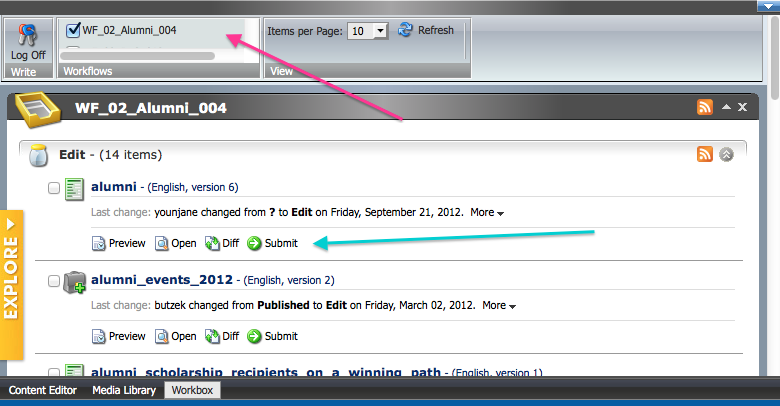 WF_02_Alumni_004
Items per Page: 10 Refresh
Log Off
Write
Workflows
View
WF_02_Alumni_004
Edit - (14 items)
alumni - (English, version 6)
Last change: younjane changed from ? to Edit on Friday, September 21, 2012. More
Preview Open Diff Submit
EXPLORE
alumni_events_2012 - (English, version 2)
Last change: butzek changed from Published to Edit on Friday, March 02, 2012. More
Preview Open Diff Submit
alumni_scholarship_recipients_on_a_winning_path - (English, version 1)
Content Editor Media Library Workbox